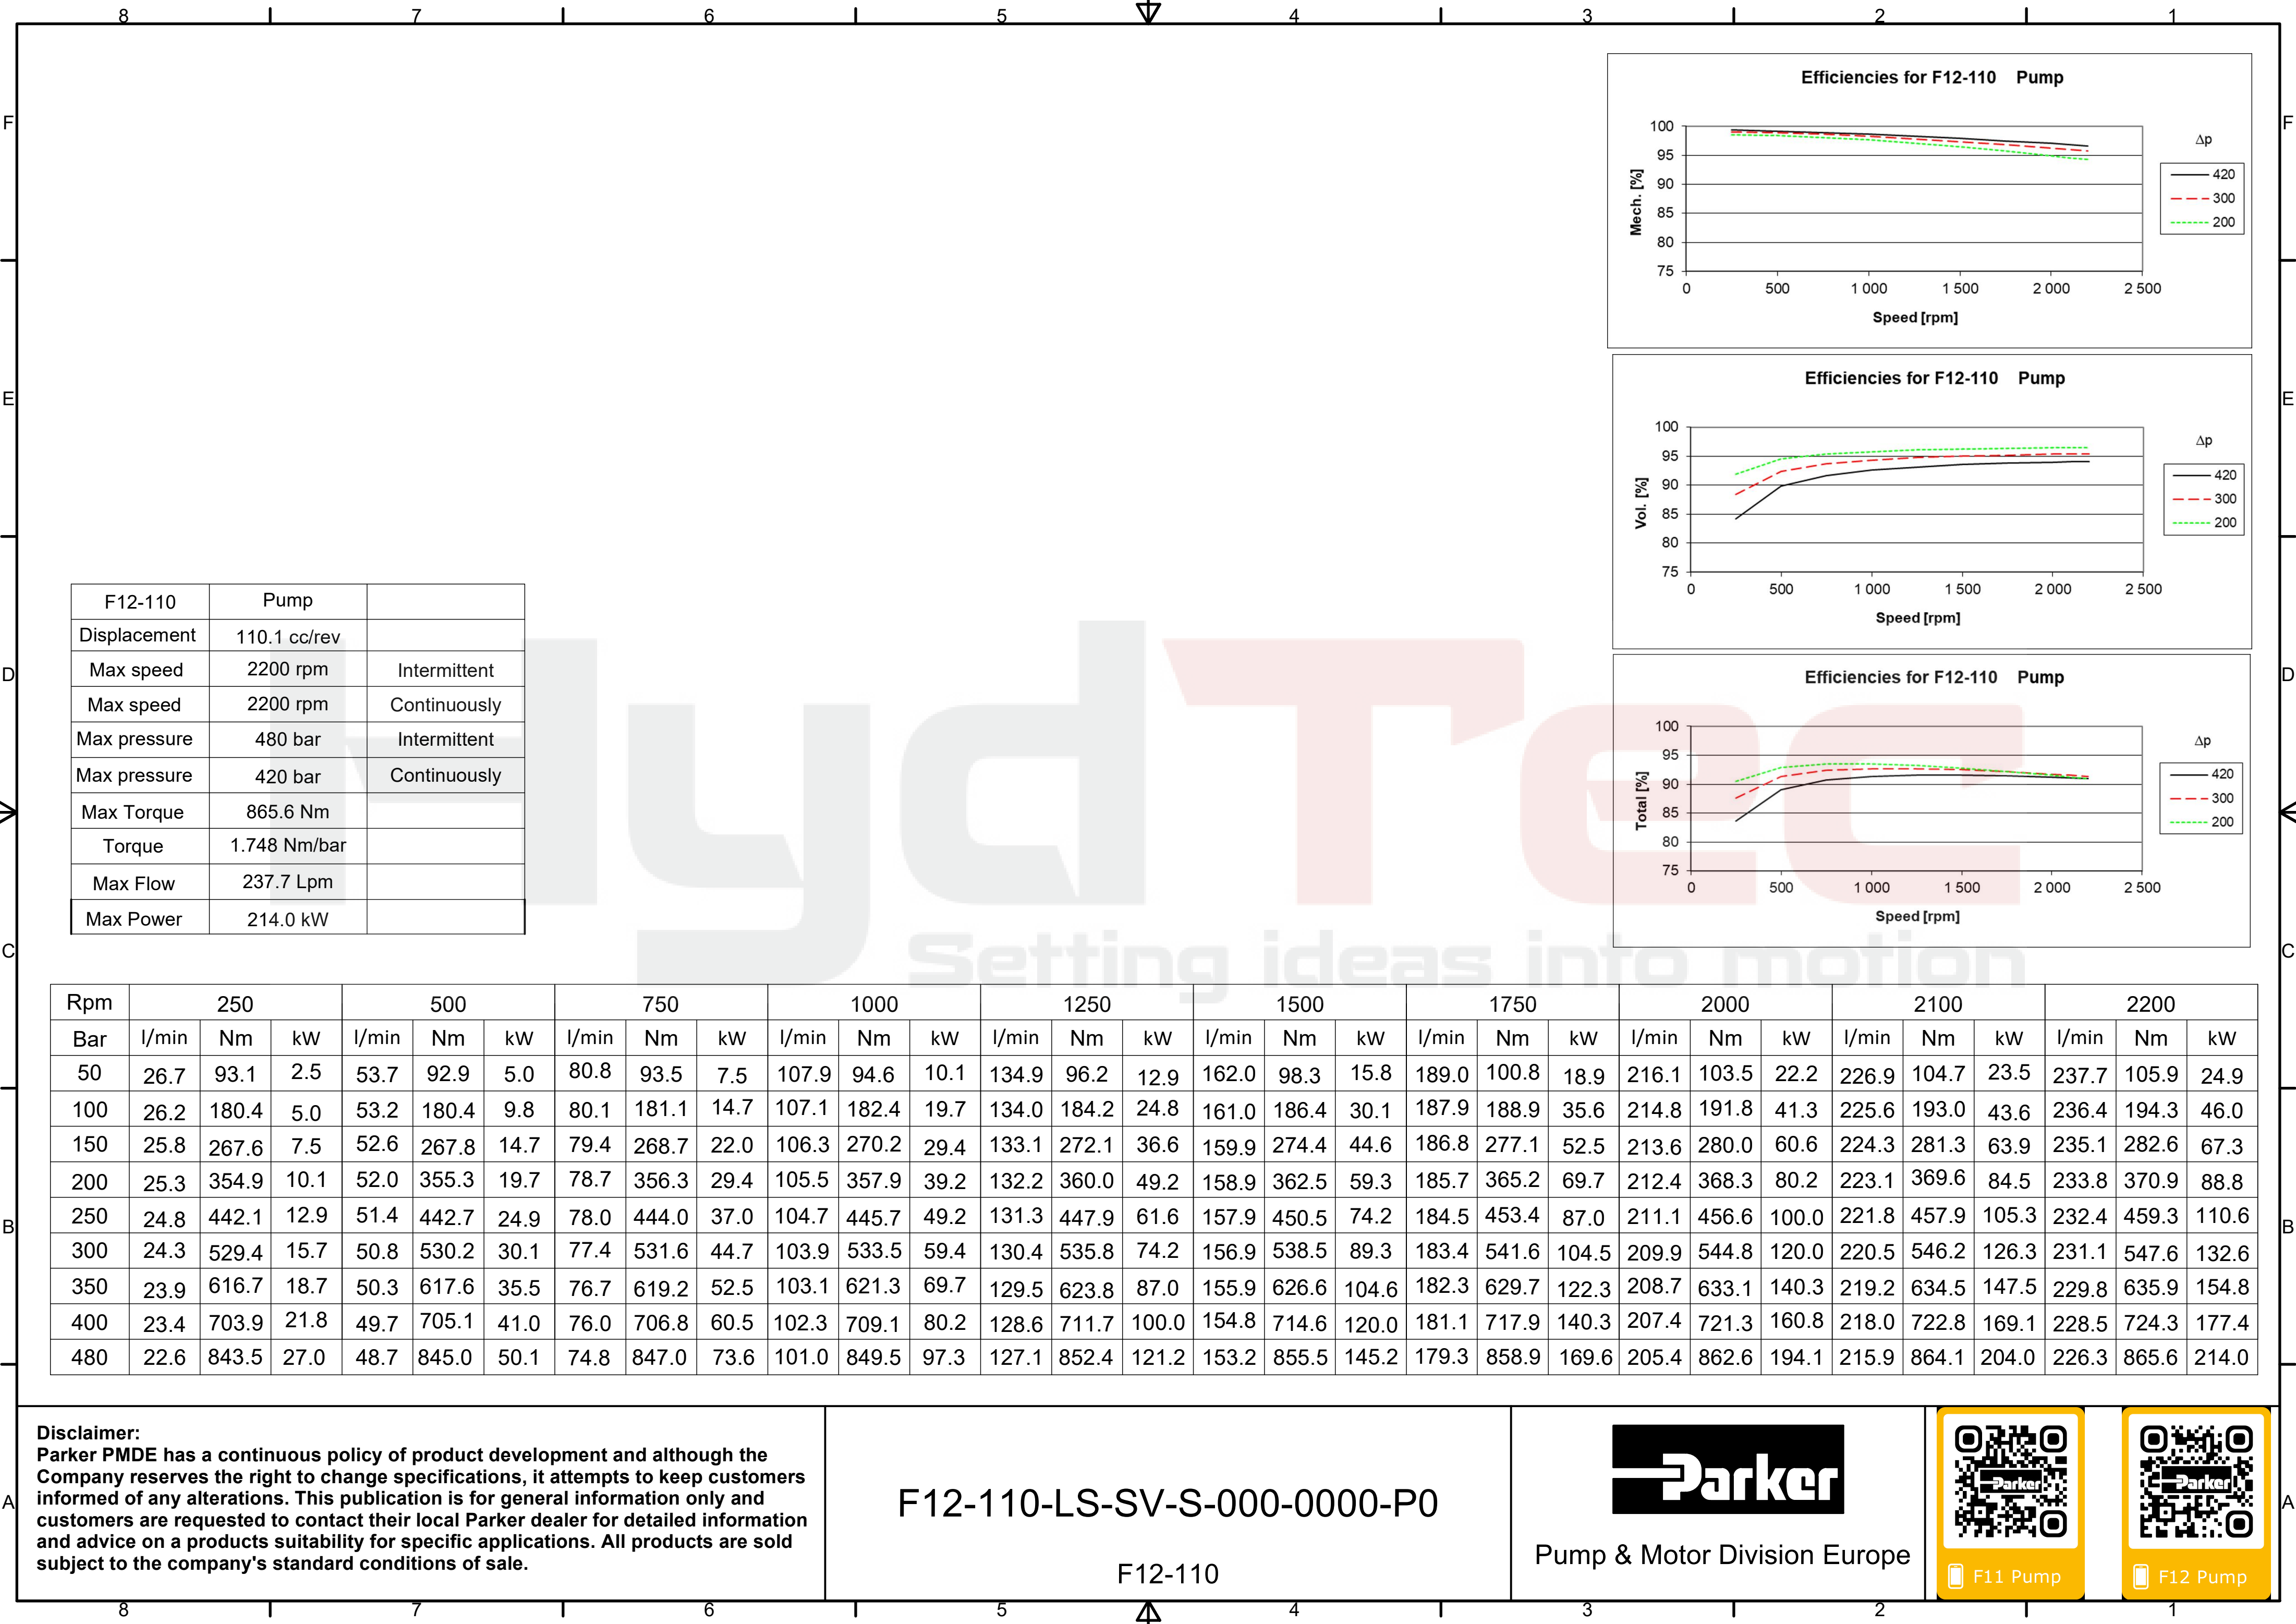 8 7 6 5 4 3 2 1
F F
E E
D D
C C
B B
A A
Efficiencies for F12-110 Pump
Mech. [%]
100
95
90
85
80
75
0 500 1 000 1 500 2 000 2 500
Speed [rpm]
Δp
420
300
200
Efficiencies for F12-110 Pump
Vol. [%]
100
95
90
85
80
75
0 500 1 000 1 500 2 000 2 500
Speed [rpm]
Δp
420
300
200
Efficiencies for F12-110 Pump
Total [%]
100
95
90
85
80
75
0 500 1 000 1 500 2 000 2 500
Speed [rpm]
Δp
420
300
200
F12-110 Pump
Displacement 110.1 cc/rev
Max speed 2200 rpm Intermittent
Max speed 2200 rpm Continuously
Max pressure 480 bar Intermittent
Max pressure 420 bar Continuously
Max Torque 865.6 Nm
Torque 1.748 Nm/bar
Max Flow 237.7 Lpm
Max Power 214.0 kW
HydTec
Setting ideas into motion
Rpm 250 500 750 1000 1250 1500 1750 2000 2100 2200
Bar l/min Nm kW l/min Nm kW l/min Nm kW l/min Nm kW l/min Nm kW l/min Nm kW l/min Nm kW l/min Nm kW l/min Nm kW l/min Nm kW
50 26.7 93.1 2.5 53.7 92.9 5.0 80.8 93.5 7.5 107.9 94.6 10.1 134.9 96.2 12.9 162.0 98.3 15.8 189.0 100.8 18.9 216.1 103.5 22.2 226.9 104.7 23.5 237.7 105.9 24.9
100 26.2 180.4 5.0 53.2 180.4 9.8 80.1 181.1 14.7 107.1 182.4 19.7 134.0 184.2 24.8 161.0 186.4 30.1 187.9 188.9 35.6 214.8 191.8 41.3 225.6 193.0 43.6 236.4 194.3 46.0
150 25.8 267.6 7.5 52.6 267.8 14.7 79.4 268.7 22.0 106.3 270.2 29.4 133.1 272.1 36.6 159.9 274.4 44.6 186.8 277.1 52.5 213.6 280.0 60.6 224.3 281.3 63.9 235.1 282.6 67.3
200 25.3 354.9 10.1 52.0 355.3 19.7 78.7 356.3 29.4 105.5 357.9 39.2 132.2 360.0 49.2 158.9 362.5 59.3 185.7 365.2 69.7 212.4 368.3 80.2 223.1 369.6 84.5 233.8 370.9 88.8
250 24.8 442.1 12.9 51.4 442.7 24.9 78.0 444.0 37.0 104.7 445.7 49.2 131.3 447.9 61.6 157.9 450.5 74.2 184.5 453.4 87.0 211.1 456.6 100.0 221.8 457.9 105.3 232.4 459.3 110.6
300 24.3 529.4 15.7 50.8 530.2 30.1 77.4 531.6 44.7 103.9 533.5 59.4 130.4 535.8 74.2 156.9 538.5 89.3 183.4 541.6 104.5 209.9 544.8 120.0 220.5 546.2 126.3 231.1 547.6 132.6
350 23.9 616.7 18.7 50.3 617.6 35.5 76.7 619.2 52.5 103.1 621.3 69.7 129.5 623.8 87.0 155.9 626.6 104.6 182.3 629.7 122.3 208.7 633.1 140.3 219.2 634.5 147.5 229.8 635.9 154.8
400 23.4 703.9 21.8 49.7 705.1 41.0 76.0 706.8 60.5 102.3 709.1 80.2 128.6 711.7 100.0 154.8 714.6 120.0 181.1 717.9 140.3 207.4 721.3 160.8 218.0 722.8 169.1 228.5 724.3 177.4
480 22.6 843.5 27.0 48.7 845.0 50.1 74.8 847.0 73.6 101.0 849.5 97.3 127.1 852.4 121.2 153.2 855.5 145.2 179.3 858.9 169.6 205.4 862.6 194.1 215.9 864.1 204.0 226.3 865.6 214.0
Disclaimer:
Parker PMDE has a continuous policy of product development and although the
Company reserves the right to change specifications, it attempts to keep customers
informed of any alterations. This publication is for general information only and
customers are requested to contact their local Parker dealer for detailed information
and advice on a products suitability for specific applications. All products are sold
subject to the company's standard conditions of sale.
F12-110-LS-SV-S-000-0000-P0
F12-110
Parker
Pump & Motor Division Europe
Parker
F11 Pump
Parker
F12 Pump
8 7 6 5 4 3 2 1